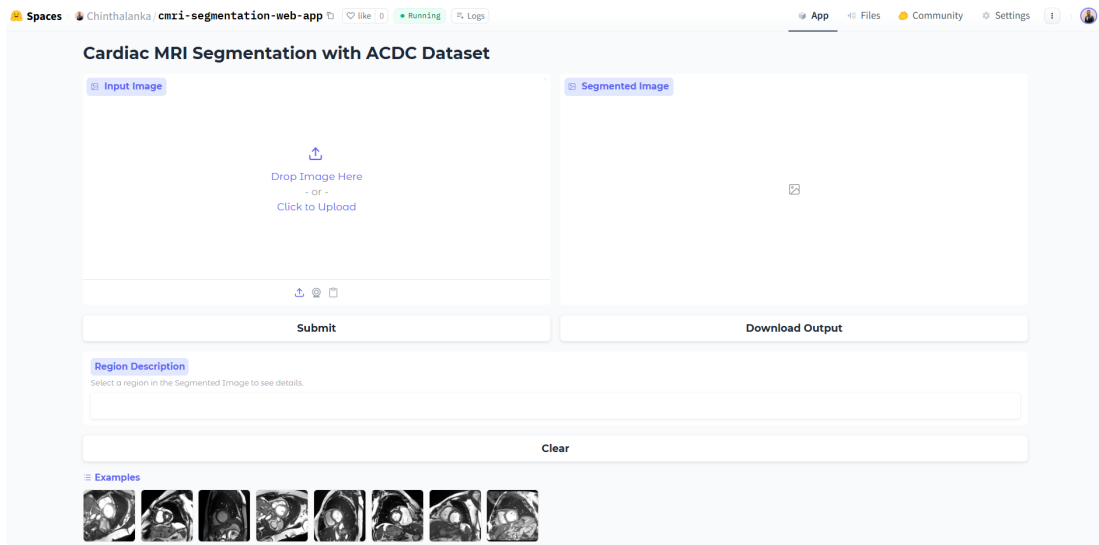 Spaces Chinthalanka / cmri-segmentation-web-app like 0 Running Logs App Files Community Settings
Cardiac MRI Segmentation with ACDC Dataset
Input Image
Segmented Image
Drop Image Here
- or -
Click to Upload
Submit
Download Output
Region Description
Select a region in the Segmented Image to see details.
Clear
Examples